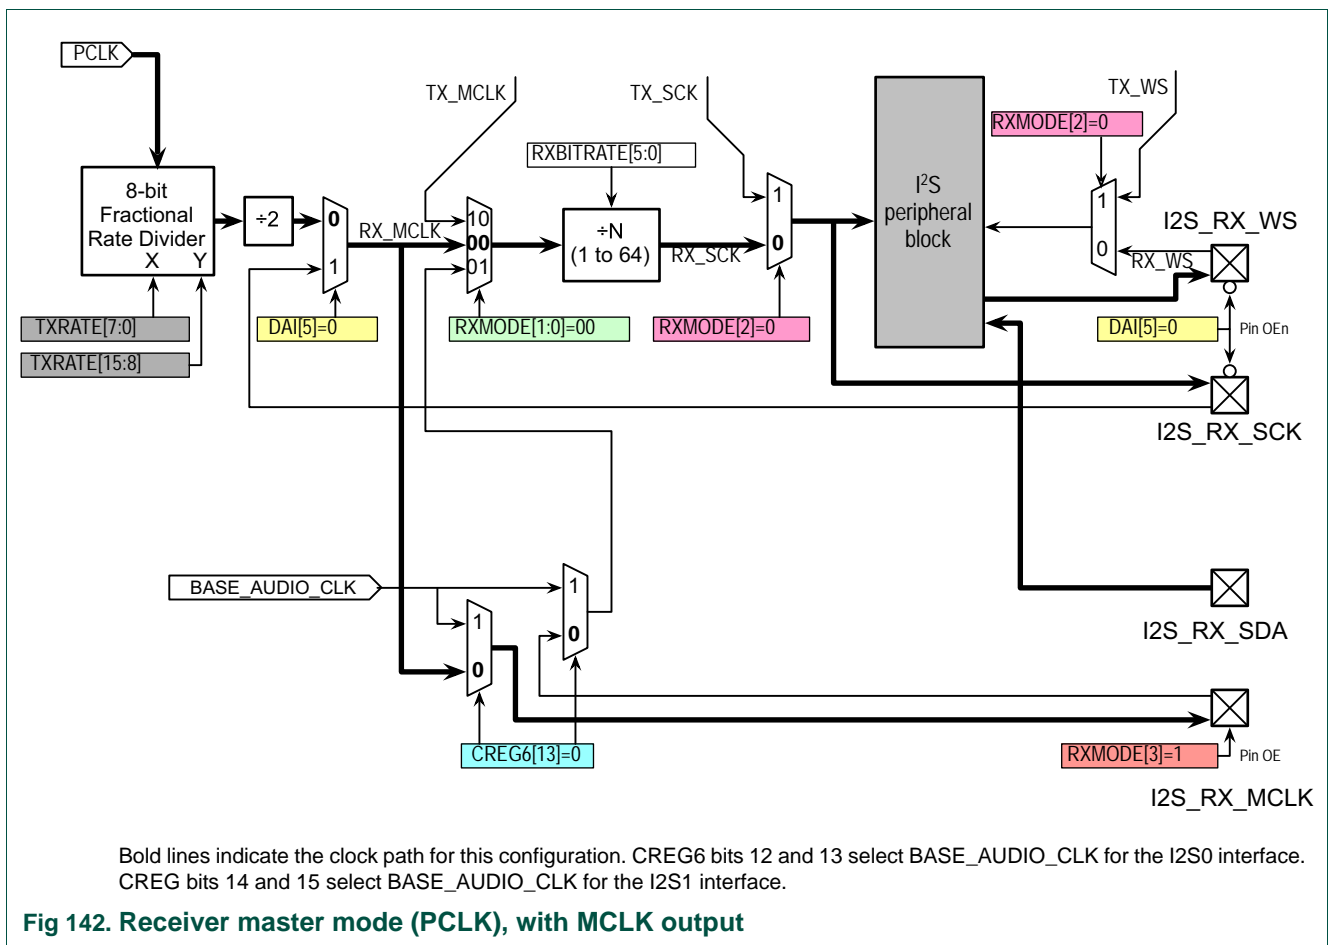 PCLK
TX_MCLK
TX_SCK
TX_WS
RXMODE[2]=0
RXBITRATE[5:0]
8-bit
Fractional
Rate Divider
X Y
÷2
0
1
RX_MCLK
10
00
01
÷N
(1 to 64)
RX_SCK
1
0
I²S
peripheral
block
1
0
RX_WS
I2S_RX_WS
TXRATE[7:0]
TXRATE[15:8]
DAI[5]=0
RXMODE[1:0]=00
RXMODE[2]=0
DAI[5]=0
Pin OEn
I2S_RX_SCK
BASE_AUDIO_CLK
1
0
1
0
I2S_RX_SDA
CREG6[13]=0
RXMODE[3]=1
Pin OE
I2S_RX_MCLK
Bold lines indicate the clock path for this configuration. CREG6 bits 12 and 13 select BASE_AUDIO_CLK for the I2S0 interface.
CREG bits 14 and 15 select BASE_AUDIO_CLK for the I2S1 interface.
Fig 142. Receiver master mode (PCLK), with MCLK output